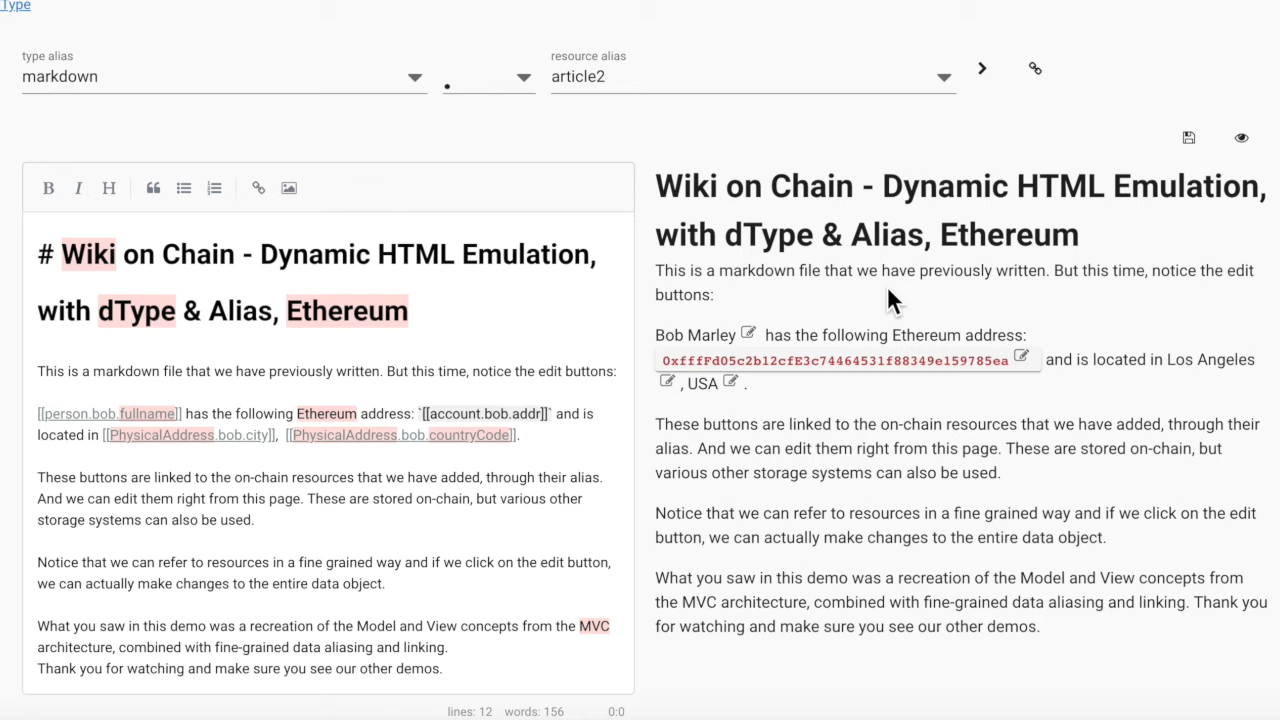 Type
type alias
markdown
.
resource alias
article2
B I H
# Wiki on Chain - Dynamic HTML Emulation,
with dType & Alias, Ethereum
This is a markdown file that we have previously written. But this time, notice the edit buttons:
[[person.bob.fullname]] has the following Ethereum address: `[[account.bob.addr]]` and is
located in [[PhysicalAddress.bob.city]], [[PhysicalAddress.bob.countryCode]].
These buttons are linked to the on-chain resources that we have added, through their alias.
And we can edit them right from this page. These are stored on-chain, but various other
storage systems can also be used.
Notice that we can refer to resources in a fine grained way and if we click on the edit button,
we can actually make changes to the entire data object.
What you saw in this demo was a recreation of the Model and View concepts from the MVC
architecture, combined with fine-grained data aliasing and linking.
Thank you for watching and make sure you see our other demos.
lines: 12 words: 156 0:0
Wiki on Chain - Dynamic HTML Emulation,
with dType & Alias, Ethereum
This is a markdown file that we have previously written. But this time, notice the edit
buttons:
Bob Marley has the following Ethereum address:
0xfffFd05c2b12cfE3c74464531f88349e159785ea and is located in Los Angeles
, USA .
These buttons are linked to the on-chain resources that we have added, through their
alias. And we can edit them right from this page. These are stored on-chain, but
various other storage systems can also be used.
Notice that we can refer to resources in a fine grained way and if we click on the edit
button, we can actually make changes to the entire data object.
What you saw in this demo was a recreation of the Model and View concepts from
the MVC architecture, combined with fine-grained data aliasing and linking. Thank you
for watching and make sure you see our other demos.